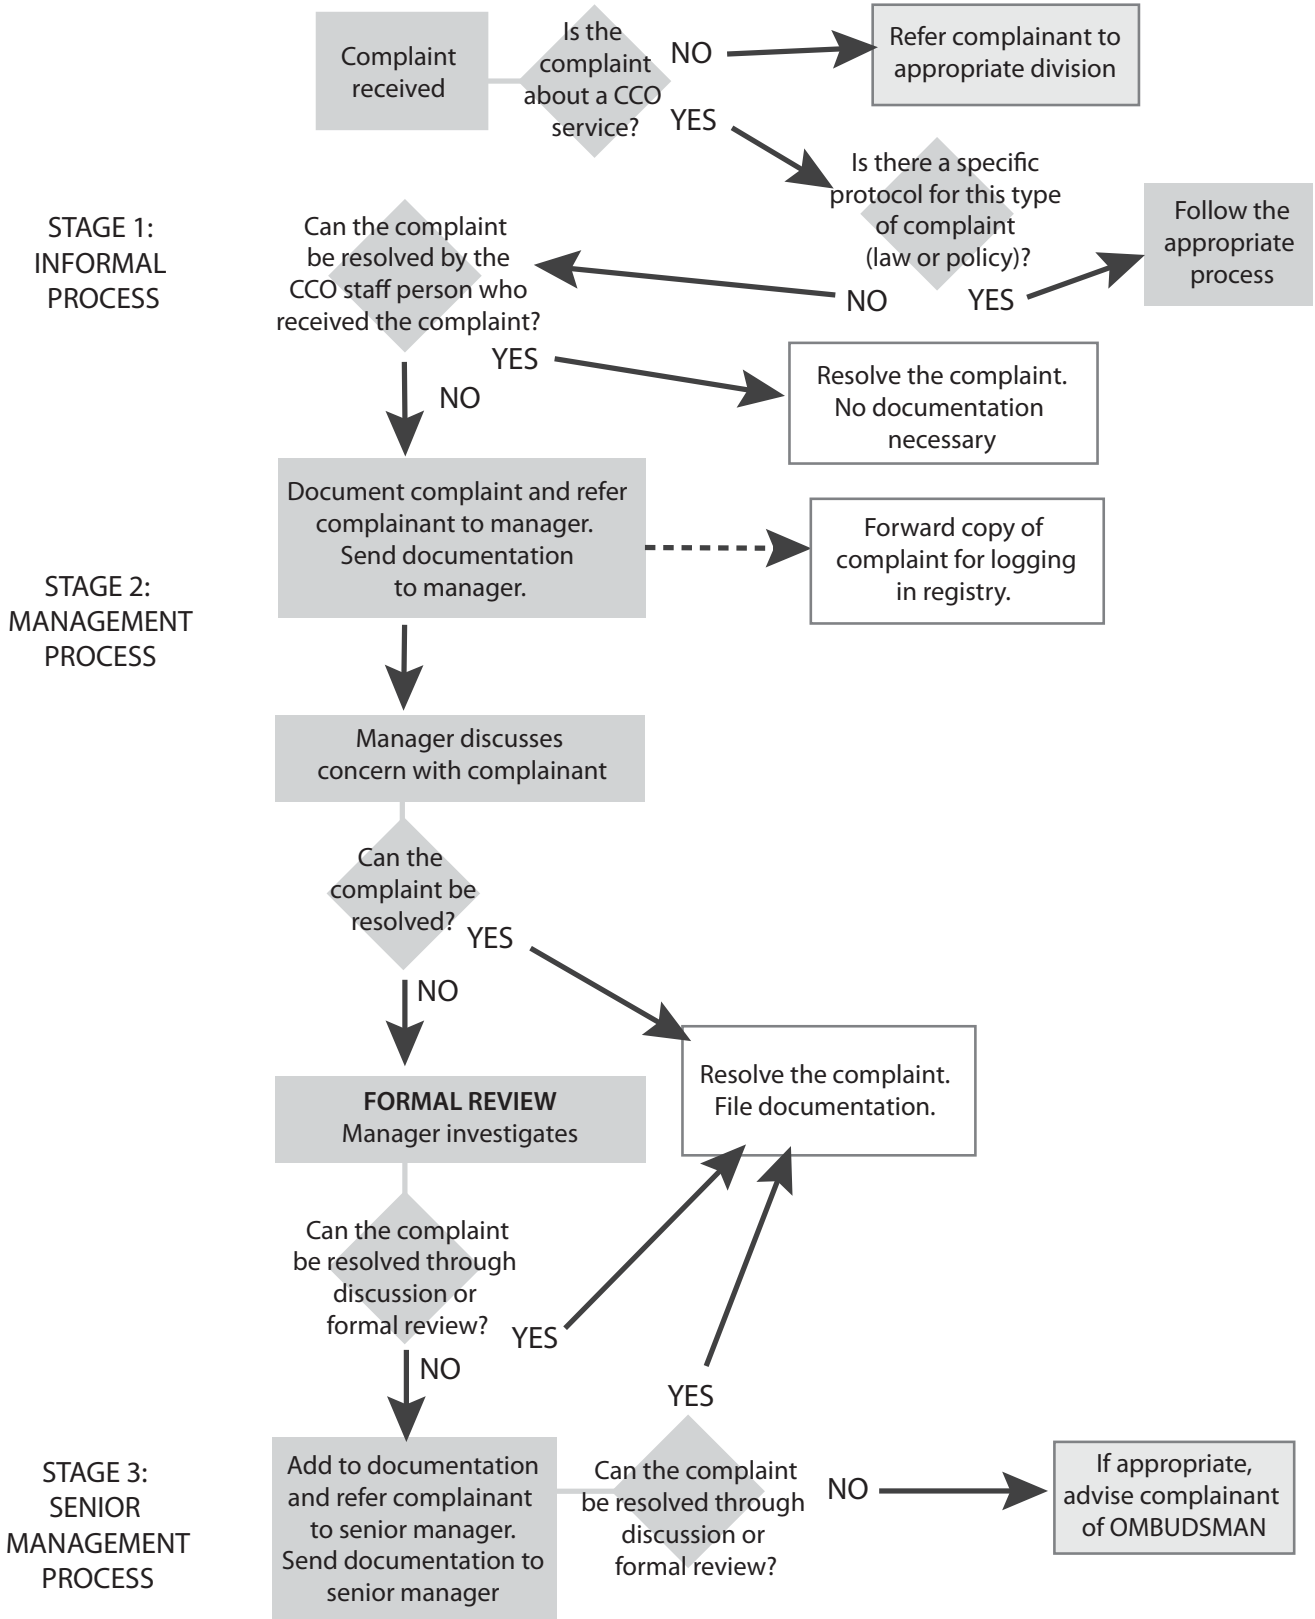 Complaint
received
Is the
complaint
about a CCO
service?
NO
Refer complainant to
appropriate division
YES
Is there a specific
protocol for this type
of complaint
(law or policy)?
NO
YES
Follow the
appropriate
process
STAGE 1:
INFORMAL
PROCESS
Can the complaint
be resolved by the
CCO staff person who
received the complaint?
YES
NO
Resolve the complaint.
No documentation
necessary
STAGE 2:
MANAGEMENT
PROCESS
Document complaint and refer
complainant to manager.
Send documentation
to manager.
Forward copy of
complaint for logging
in registry.
Manager discusses
concern with complainant
Can the
complaint be
resolved?
YES
NO
Resolve the complaint.
File documentation.
FORMAL REVIEW
Manager investigates
Can the complaint
be resolved through
discussion or
formal review?
YES
NO
STAGE 3:
SENIOR
MANAGEMENT
PROCESS
Add to documentation
and refer complainant
to senior manager.
Send documentation to
senior manager
YES
Can the complaint
be resolved through
discussion or
formal review?
NO
If appropriate,
advise complainant
of OMBUDSMAN